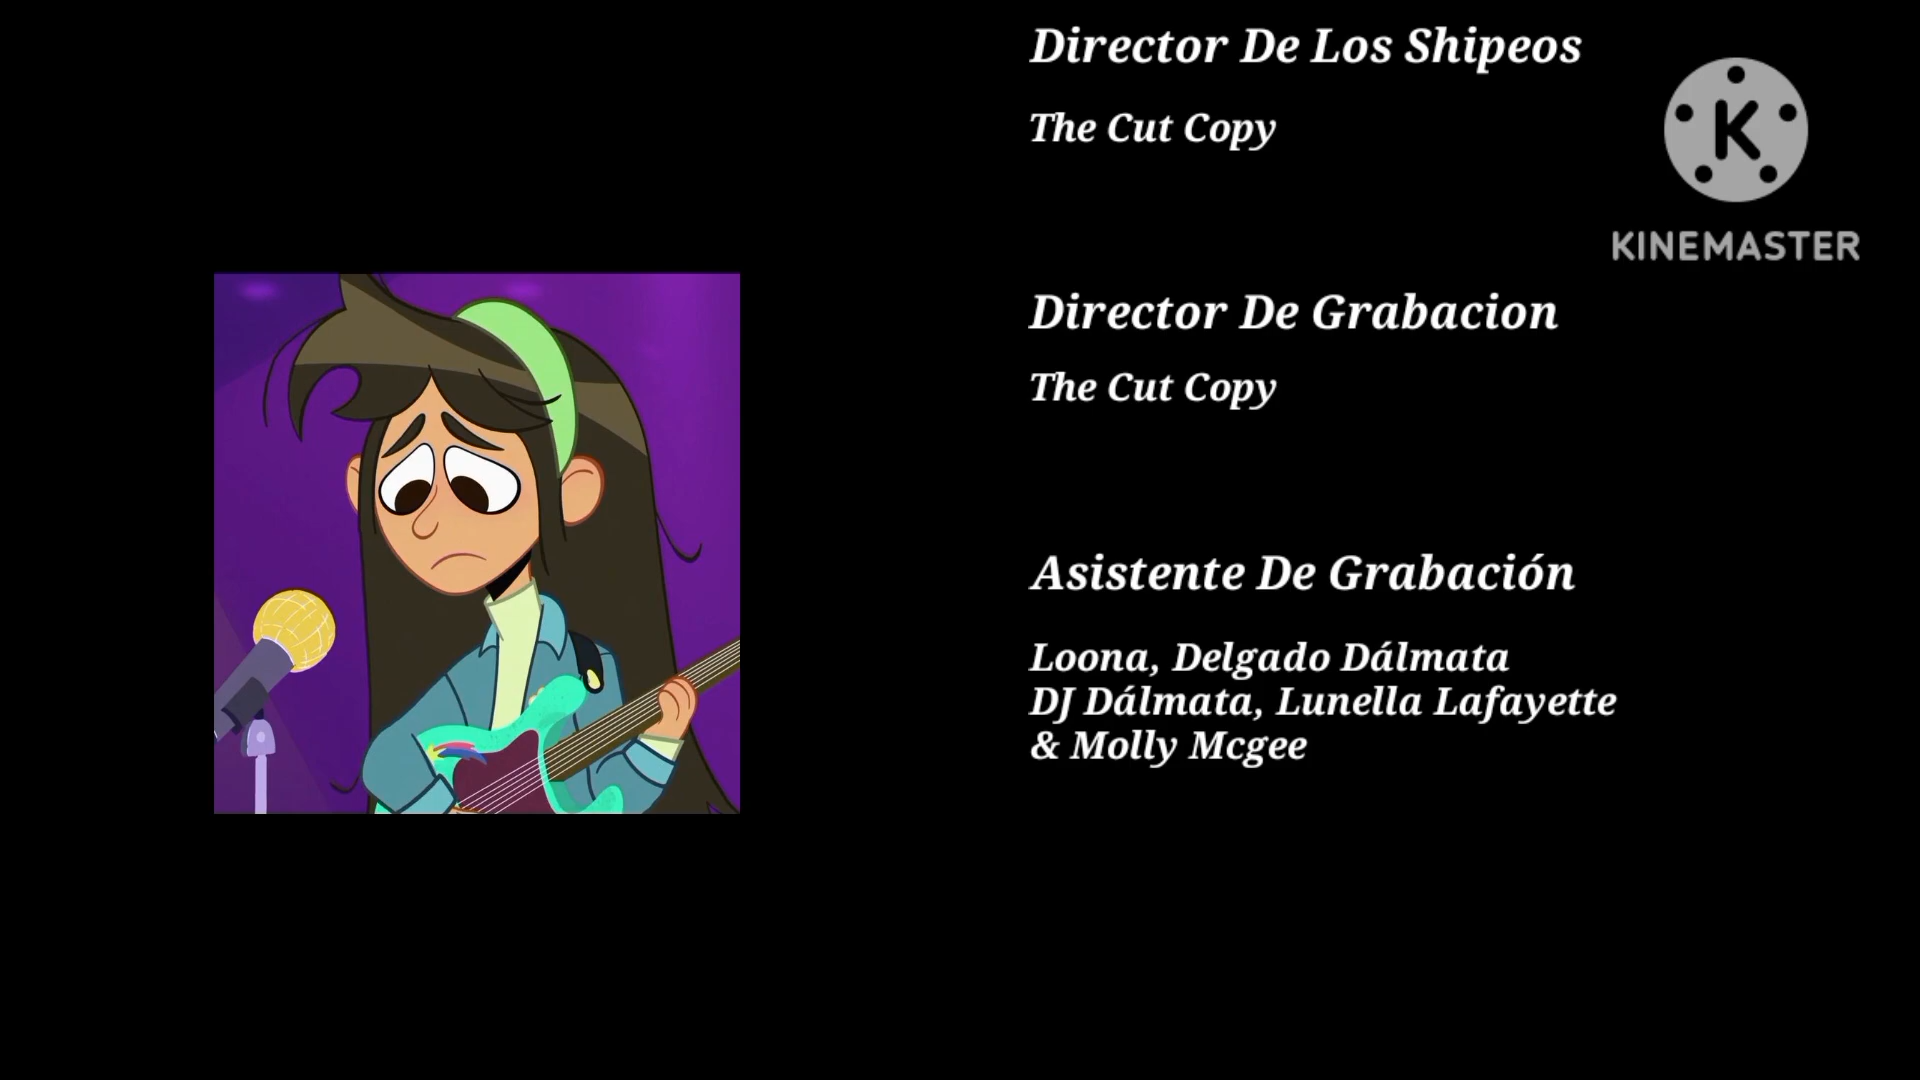 Director De Los Shipeos
The Cut Copy
K
KINEMASTER
Director De Grabacion
The Cut Copy
Asistente De Grabación
Loona, Delgado Dálmata
DJ Dálmata, Lunella Lafayette
& Molly Mcgee